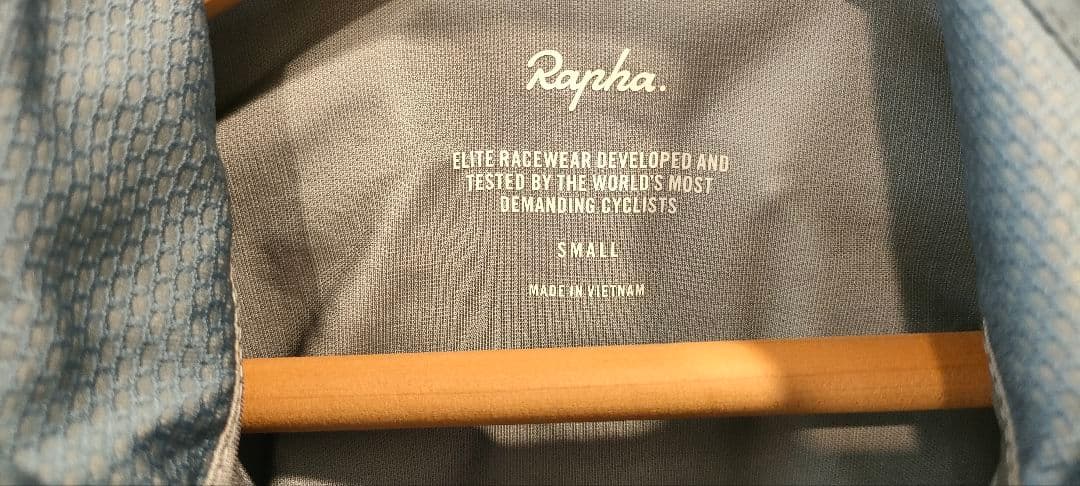 Rapha.
ELITE RACEWEAR DEVELOPED AND
TESTED BY THE WORLD'S MOST
DEMANDING CYCLISTS
SMALL
MADE IN VIETNAM